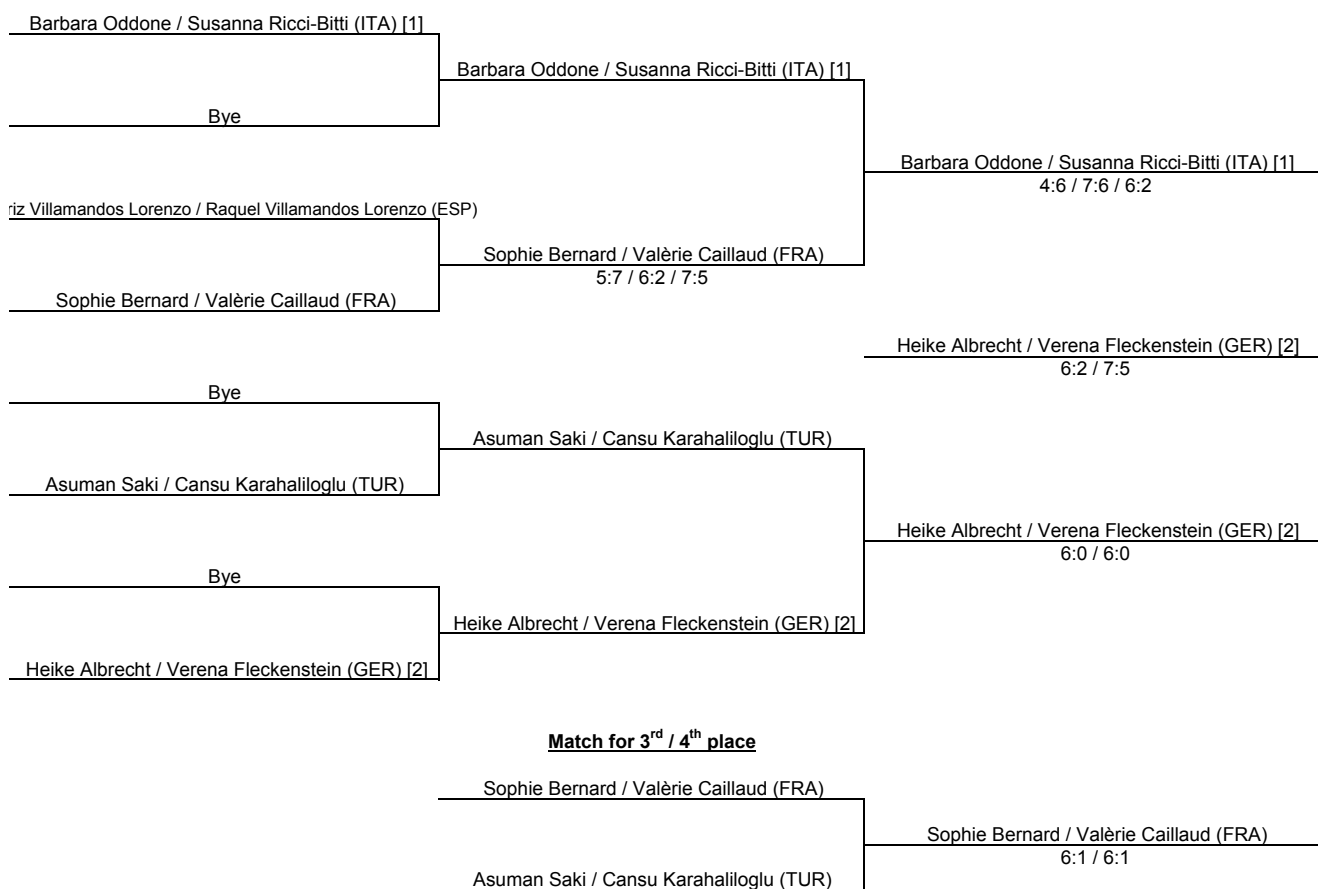 Barbara Oddone / Susanna Ricci-Bitti (ITA) [1]
Barbara Oddone / Susanna Ricci-Bitti (ITA) [1]
Bye
Barbara Oddone / Susanna Ricci-Bitti (ITA) [1]
4:6 / 7:6 / 6:2
riz Villamandos Lorenzo / Raquel Villamandos Lorenzo (ESP)
Sophie Bernard / Valèrie Caillaud (FRA)
5:7 / 6:2 / 7:5
Sophie Bernard / Valèrie Caillaud (FRA)
Heike Albrecht / Verena Fleckenstein (GER) [2]
6:2 / 7:5
Bye
Asuman Saki / Cansu Karahaliloglu (TUR)
Asuman Saki / Cansu Karahaliloglu (TUR)
Heike Albrecht / Verena Fleckenstein (GER) [2]
6:0 / 6:0
Bye
Heike Albrecht / Verena Fleckenstein (GER) [2]
Heike Albrecht / Verena Fleckenstein (GER) [2]
Match for 3rd / 4th place
Sophie Bernard / Valèrie Caillaud (FRA)
Sophie Bernard / Valèrie Caillaud (FRA)
6:1 / 6:1
Asuman Saki / Cansu Karahaliloglu (TUR)